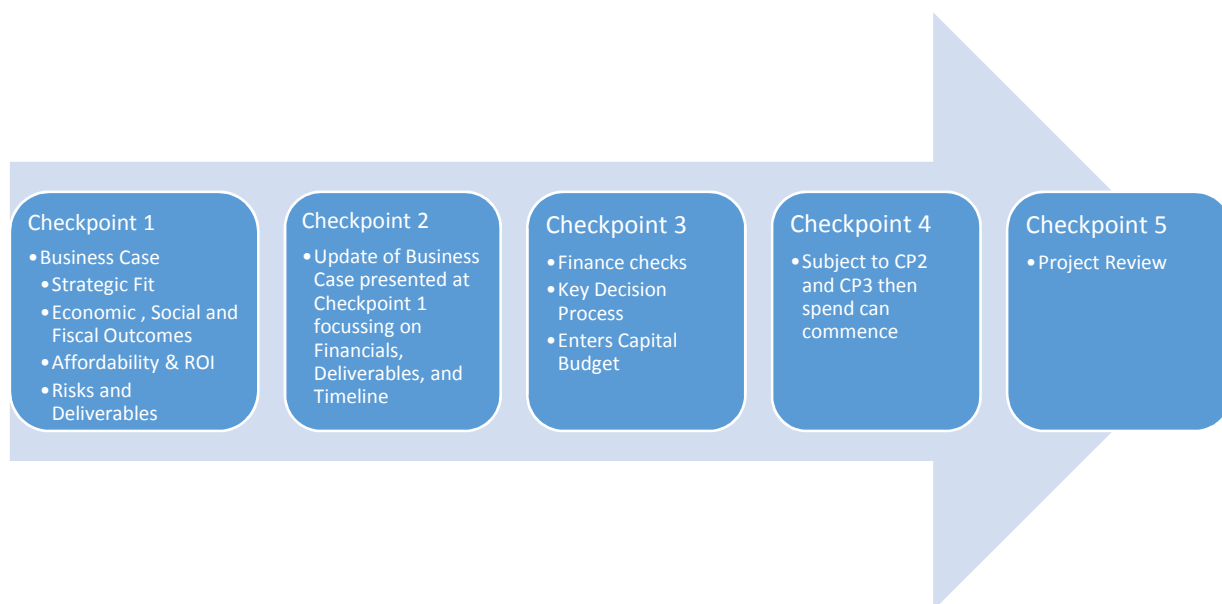 Checkpoint 1
•Business Case
•Strategic Fit
•Economic , Social and
Fiscal Outcomes
•Affordability & ROI
•Risks and
Deliverables
Checkpoint 2
•Update of Business
Case presented at
Checkpoint 1
focussing on
Financials,
Deliverables, and
Timeline
Checkpoint 3
•Finance checks
•Key Decision
Process
•Enters Capital
Budget
Checkpoint 4
•Subject to CP2
and CP3 then
spend can
commence
Checkpoint 5
•Project Review